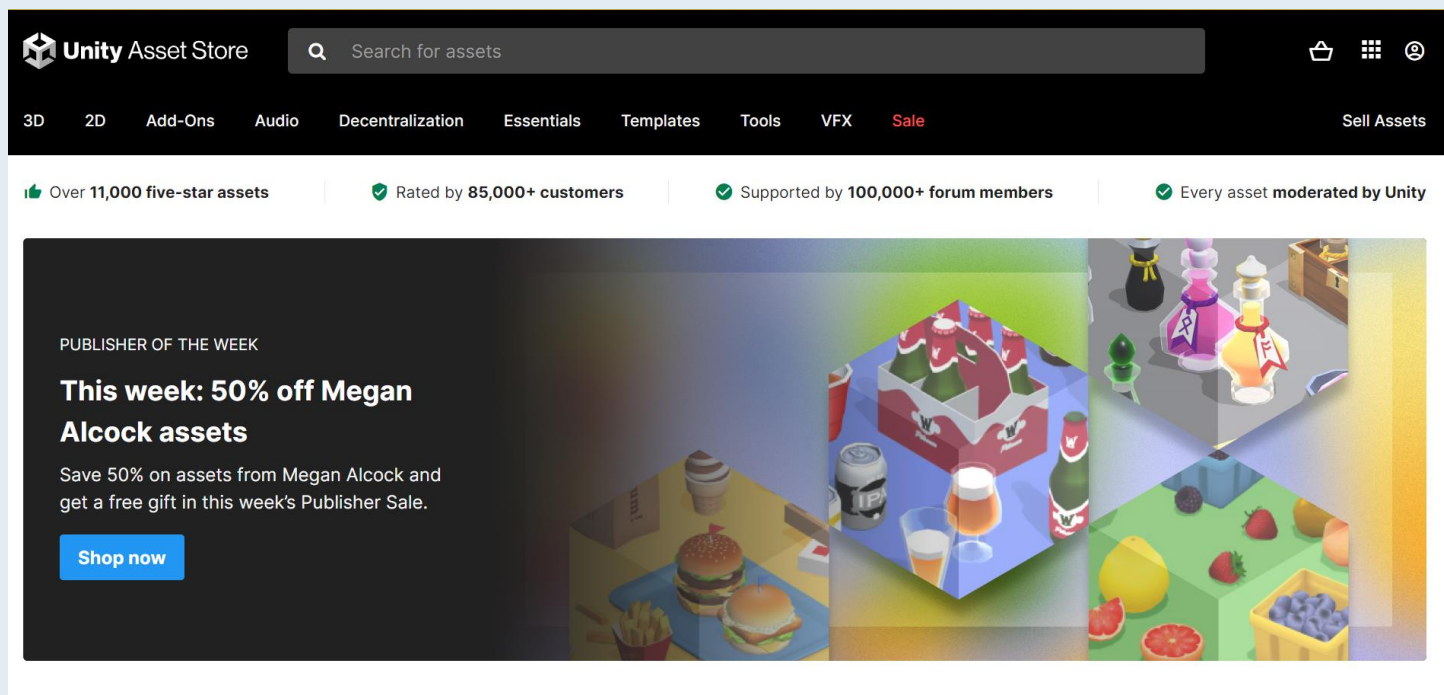 Unity Asset Store
Search for assets
3D 2D Add-Ons Audio Decentralization Essentials Templates Tools VFX Sale Sell Assets
Over 11,000 five-star assets
Rated by 85,000+ customers
Supported by 100,000+ forum members
Every asset moderated by Unity
PUBLISHER OF THE WEEK
This week: 50% off Megan
Alcock assets
Save 50% on assets from Megan Alcock and
get a free gift in this week’s Publisher Sale.
Shop now
W
W
W
W
IPA